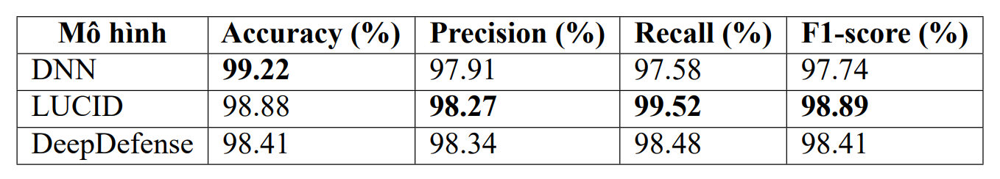 Mô hình Accuracy (%) Precision (%) Recall (%) F1-score (%)
DNN 99.22 97.91 97.58 97.74
LUCID 98.88 98.27 99.52 98.89
DeepDefense 98.41 98.34 98.48 98.41